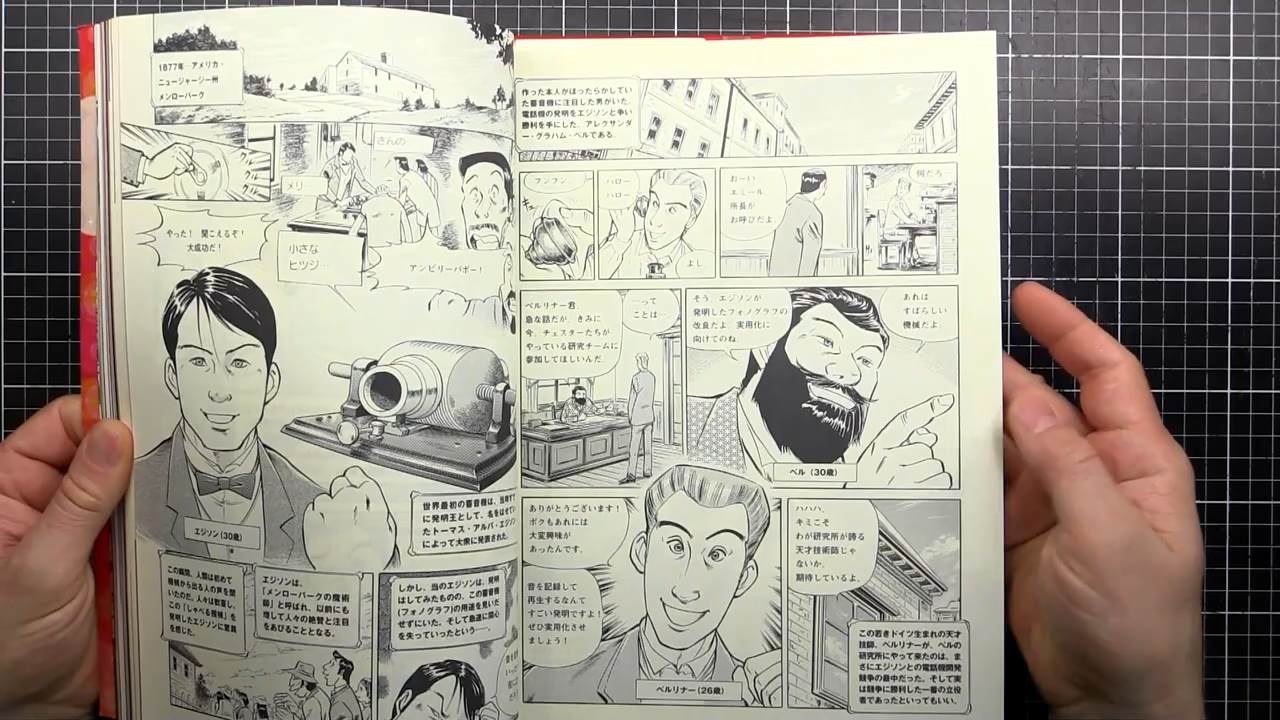 1877年…アメリカ・
ニュージャージー州
メンローパーク
メリー
さんの
小さな
ヒツジ…
やった！ 聞こえるぞ！
大成功だ！
アンビリーバボー！
エジソン(30歳)
世界最初の蓄音機は、当時すで
に発明王として、名をはせてい
たトーマス・アルバ・エジソン
によって大衆に発表された。
この瞬間、人類は初めて
機械から出る人の声を聞
いたのだ。人々は歓喜し、
この「しゃべる機械」を
発明したエジソンに驚異
を感じた。
エジソンは、
「メンローパークの魔術
師」と呼ばれ、以前にも
増して人々の絶賛と注目
をあびることとなる。
しかし、当のエジソンは、発明
はしてみたものの、この蓄音機
(フォノグラフ)の用途を見いだ
せずにいた。そして急速に関心
を失っていったという……。
作った本人がほったらかしてい
た蓄音機に注目した男がいた。
電話機の発明をエジソンと争い
勝利を手にした、アレクサンダ
ー・グラハム・ベルである。
フンフン…
ハロー
ハロー
よし
おーい
エミール
所長が
お呼びだよ
何だろ…
ベルリナー君
急な話だが、きみに
今、チェスターたちが
やっている研究チームに
参加してほしいんだ。
…って
ことは…
そう、エジソンが
発明したフォノグラフの
改良だよ、実用化に
向けてのね。
あれは
すばらしい
機械だよ。
ベル(30歳)
ありがとうございます！
ボクもあれには
大変興味が
あったんです。
音を記録して
再生するなんて
すごい発明ですよ！
ぜひ実用化させ
ましょう！
ベルリナー(26歳)
ハハハ、
キミこそ
わが研究所が誇る
天才技術師じゃ
ないか。
期待しているよ。
この若きドイツ生まれの天才
技師、ベルリナーが、ベルの
研究所にやって来たのは、ま
さにエジソンとの電話機開発
競争の最中だった。そして実
は競争に勝利した一番の立役
者であったといってもいい。